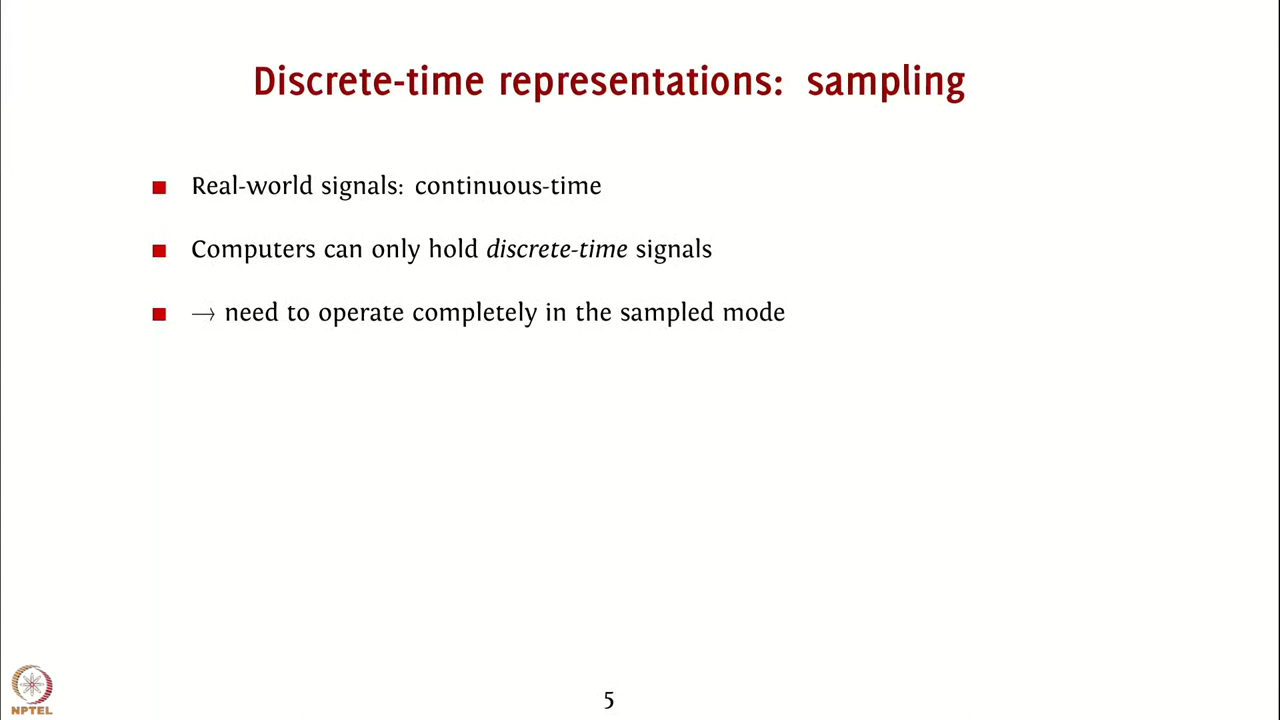 Discrete-time representations: sampling
Real-world signals: continuous-time
Computers can only hold discrete-time signals
→ need to operate completely in the sampled mode
5
NPTEL